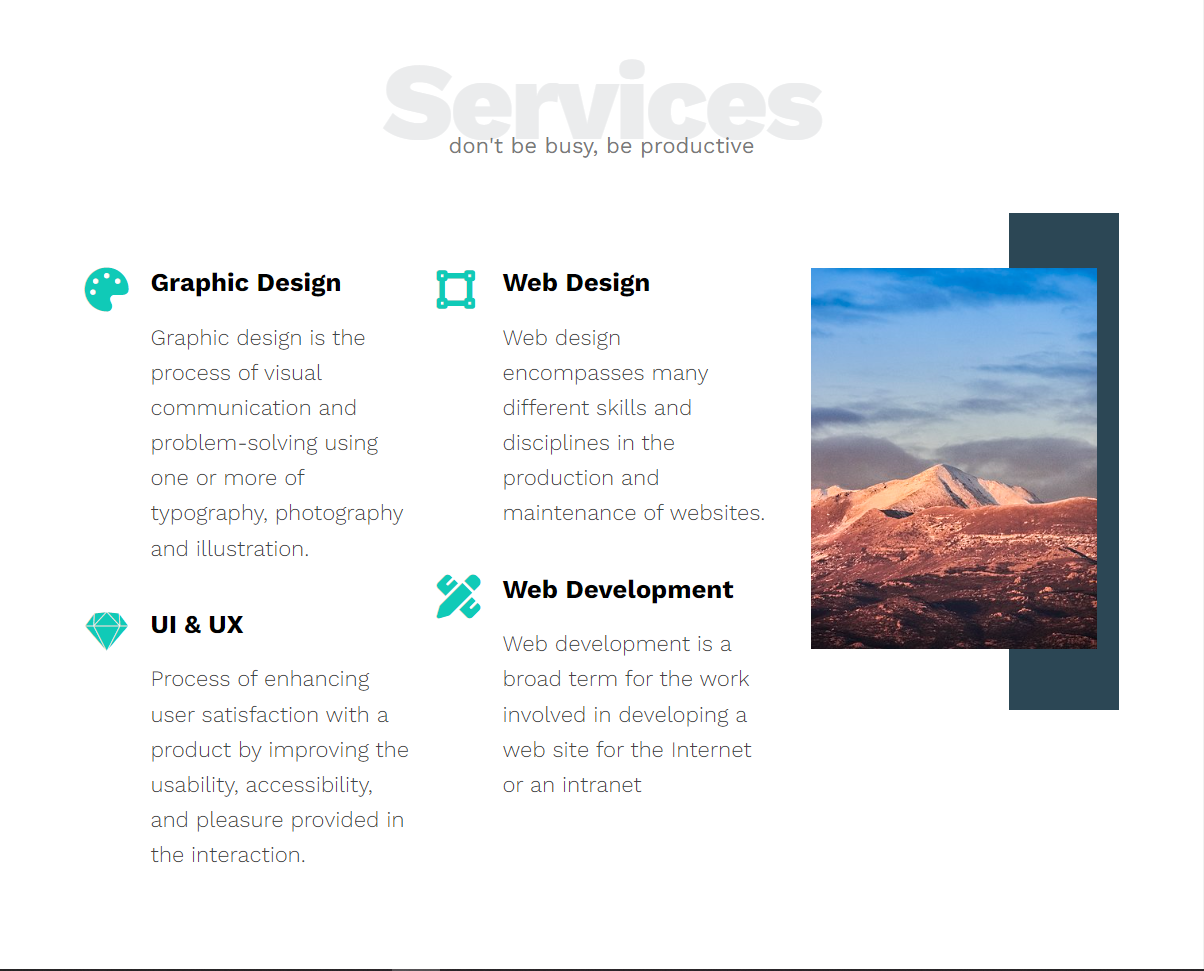 Services
don't be busy, be productive
Graphic Design
Graphic design is the
process of visual
communication and
problem-solving using
one or more of
typography, photography
and illustration.
UI & UX
Process of enhancing
user satisfaction with a
product by improving the
usability, accessibility,
and pleasure provided in
the interaction.
Web Design
Web design
encompasses many
different skills and
disciplines in the
production and
maintenance of websites.
Web Development
Web development is a
broad term for the work
involved in developing a
web site for the Internet
or an intranet